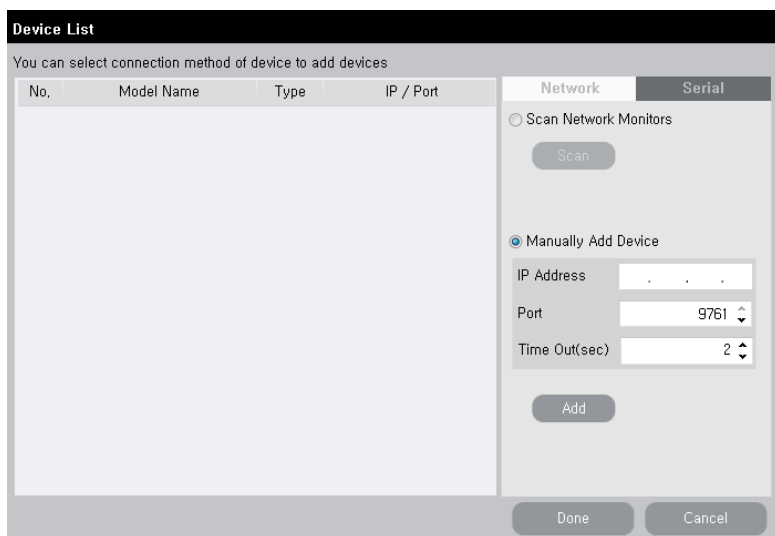 Device List
You can select connection method of device to add devices
No. Model Name Type IP / Port
Network Serial
Scan Network Monitors
Scan
Manually Add Device
IP Address . . .
Port 9761
Time Out(sec) 2
Add
Done Cancel